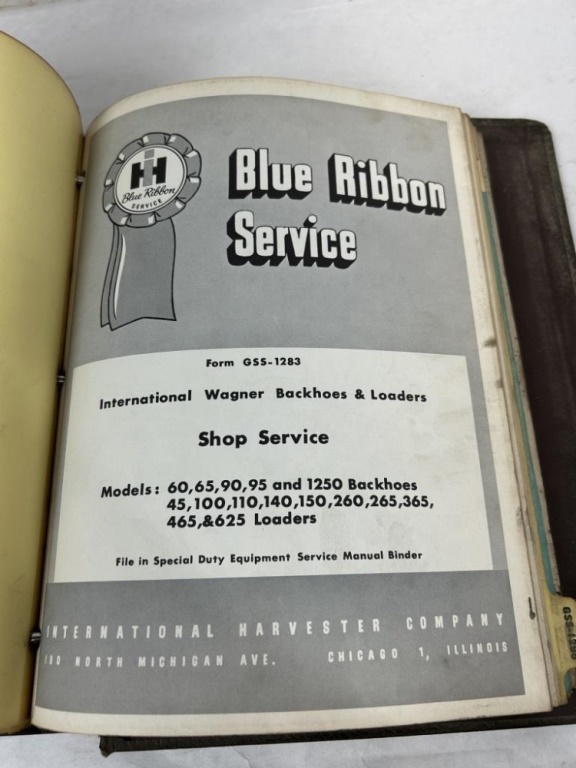 IH
Blue Ribbon
SERVICE
Blue Ribbon
Service
Form GSS-1283
International Wagner Backhoes & Loaders
Shop Service
Models: 60,65,90,95 and 1250 Backhoes
45,100,110,140,150,260,265,365,
465,&625 Loaders
File in Special Duty Equipment Service Manual Binder
INTERNATIONAL HARVESTER COMPANY
NORTH MICHIGAN AVE. CHICAGO 1, ILLINOIS